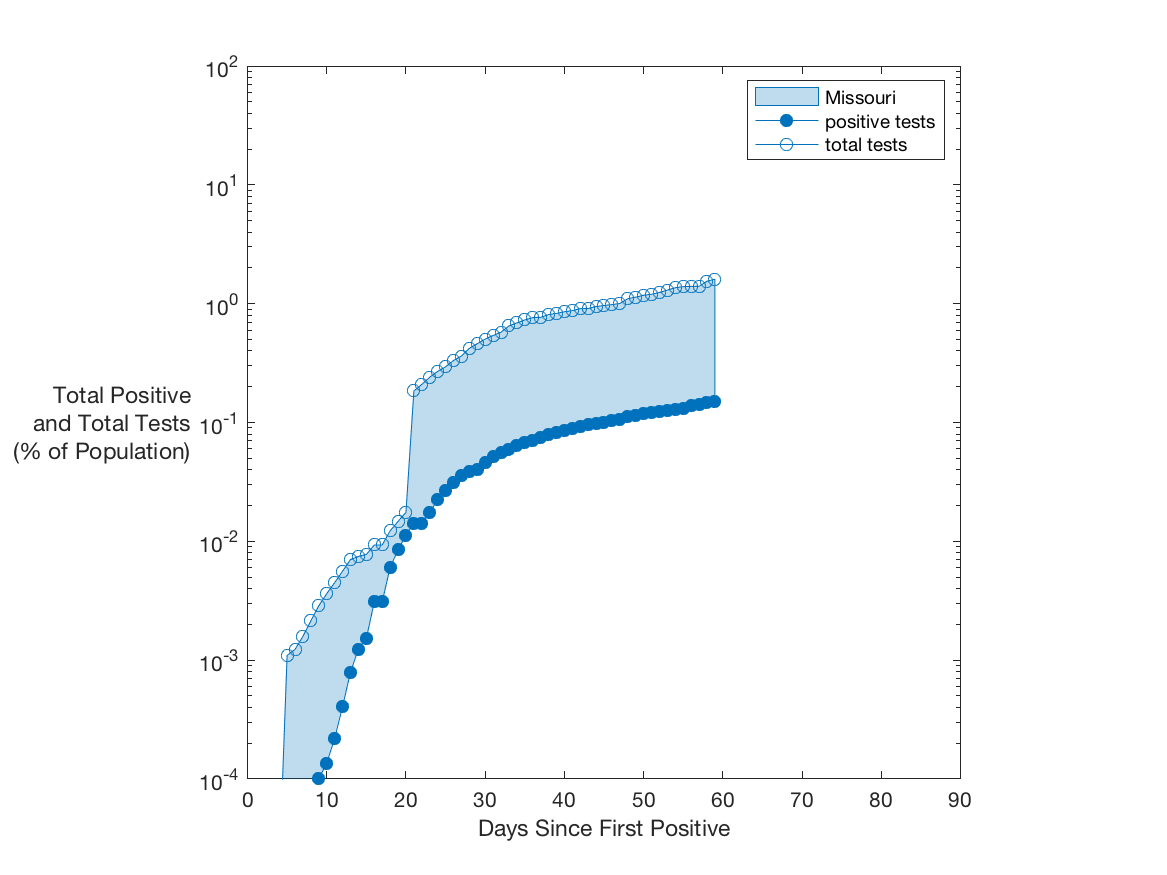 10^2
10^1
10^0
10^-1
10^-2
10^-3
10^-4
Total Positive
and Total Tests
(% of Population)
Missouri
positive tests
total tests
0 10 20 30 40 50 60 70 80 90
Days Since First Positive